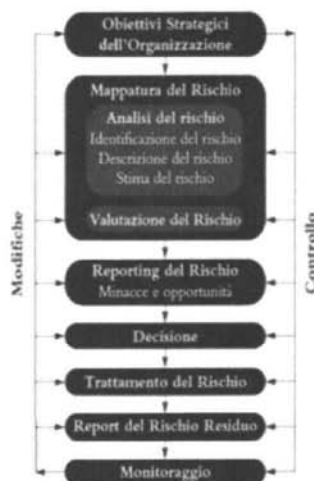 Obiettivi Strategici
dell'Organizzazione
Mappatura del Rischio
Analisi del rischio
Identificazione del rischio
Descrizione del rischio
Stima del rischio
Valutazione del Rischio
Reporting del Rischio
Minacce e opportunità
Decisione
Trattamento del Rischio
Report del Rischio Residuo
Monitoraggio
Modifiche
Controllo